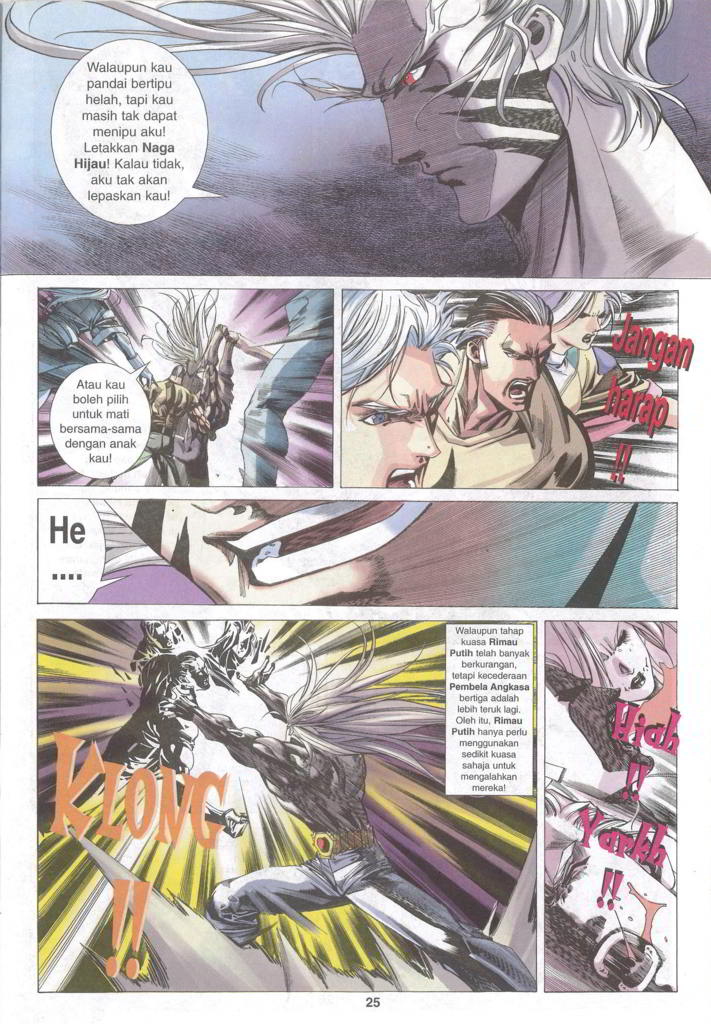 Walaupun kau
pandai bertipu
helah, tapi kau
masih tak dapat
menipu aku!
Letakkan Naga
Hijau! Kalau tidak,
aku tak akan
lepaskan kau!
Atau kau
boleh pilih
untuk mati
bersama-sama
dengan anak
kau!
Jangan
harap
!!
He
....
Walaupun tahap
kuasa Rimau
Putih telah banyak
berkurangan,
tetapi kecederaan
Pembela Angkasa
bertiga adalah
lebih teruk lagi.
Oleh itu, Rimau
Putih hanya perlu
menggunakan
sedikit kuasa
sahaja untuk
mengalahkan
mereka!
KLONG
!!
Hiah
!!
Yarkh
!!
25